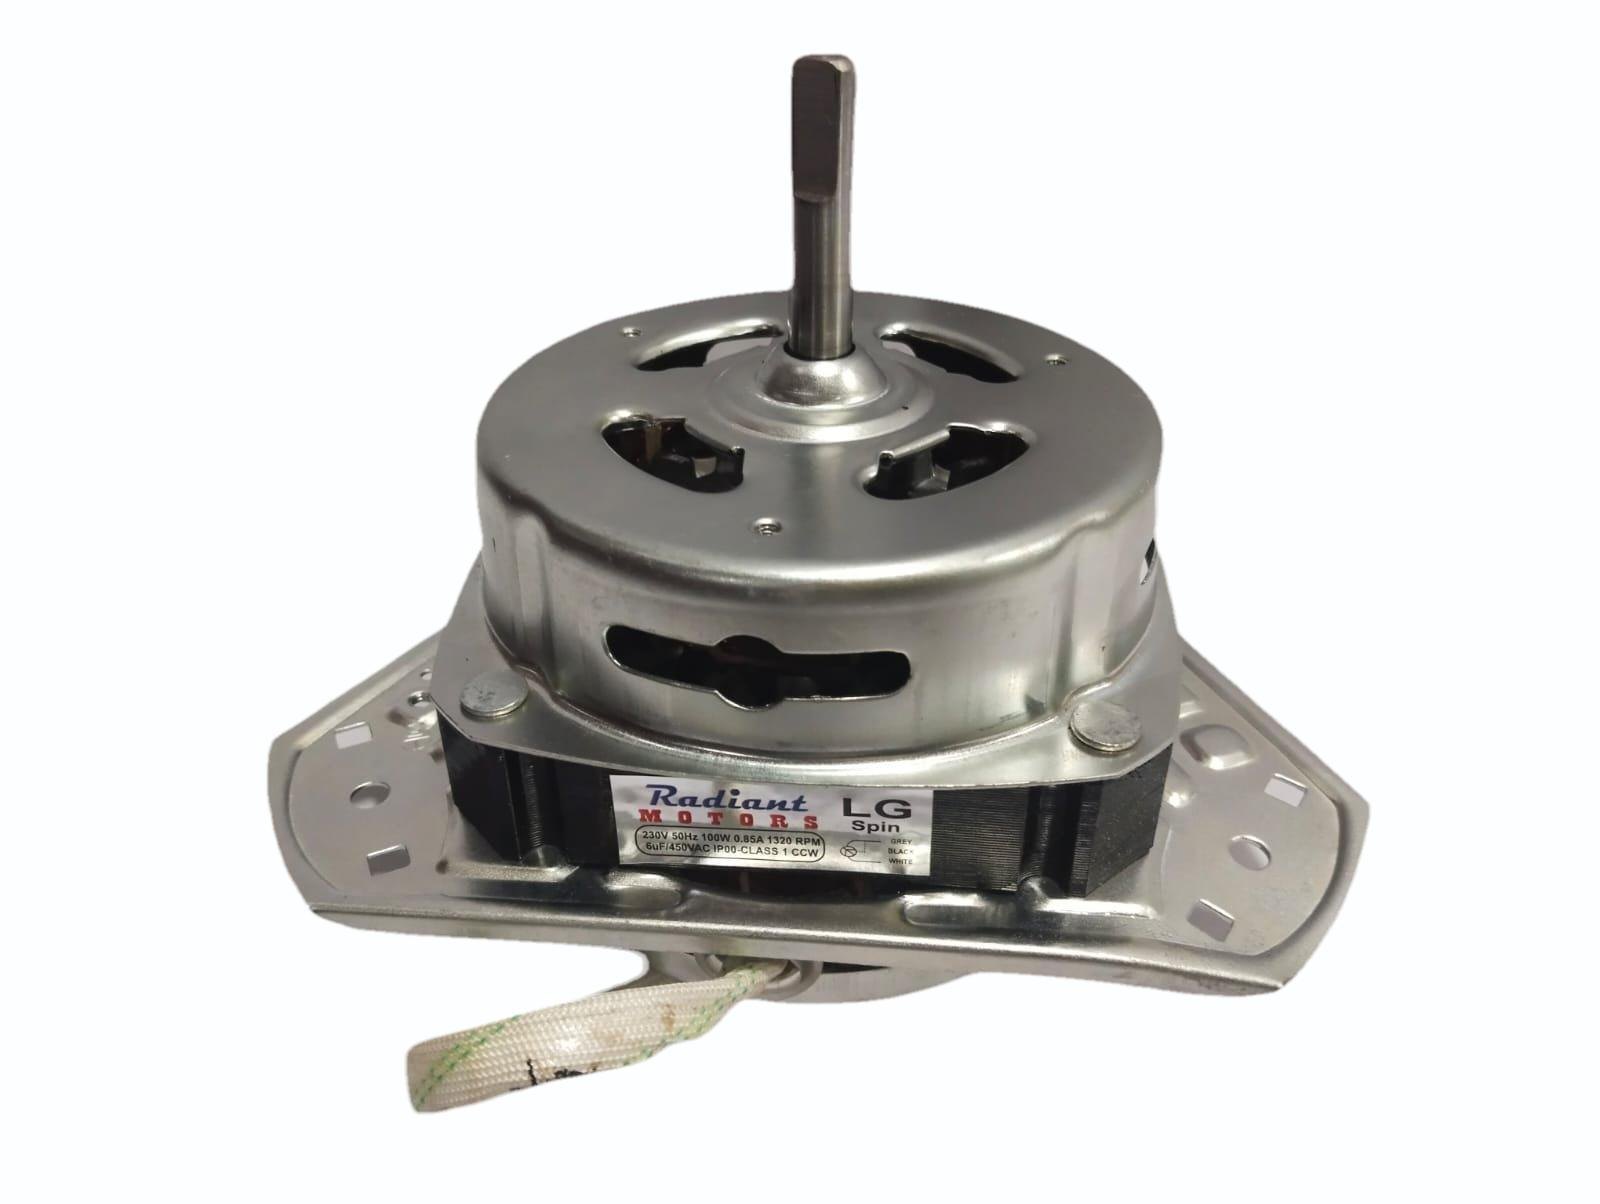 Radiant
MOTORS
230V 50Hz 100W 0.85A 1320 RPM
6uF/450VAC IP00-CLASS 1 CCW
LG
Spin
GREY
BLACK
WHITE